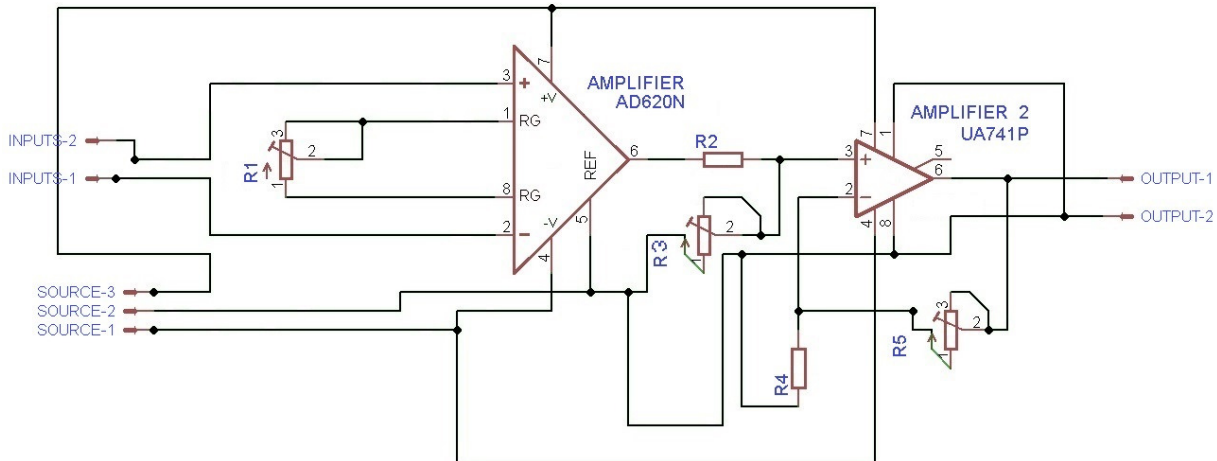 AMPLIFIER
AD620N
AMPLIFIER 2
UA741P
INPUTS-2
INPUTS-1
SOURCE-3
SOURCE-2
SOURCE-1
OUTPUT-1
OUTPUT-2
R1
3
2
1
3
1
8
2
+
RG
RG
-
+V
-V
REF
7
6
5
4
R2
R3
2
1
R4
R5
3
2
1
3
2
+
-
7
1
5
6
4
8